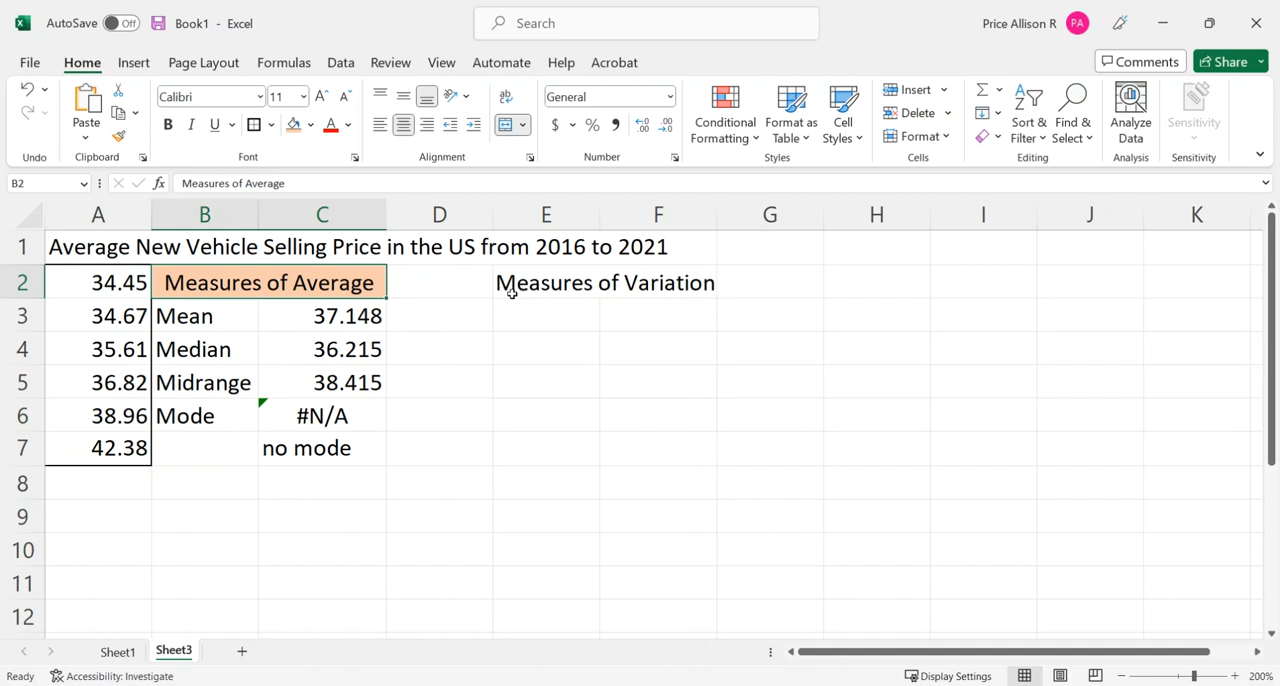 AutoSave Off Book1 - Excel Search Price Allison R PA
File Home Insert Page Layout Formulas Data Review View Automate Help Acrobat Comments Share
Paste Calibri 11 A A ab General Insert Σ
B I U A $ % , Conditional Formatting Format as Table Cell Styles Delete Format Sort & Filter Find & Select Analyze Data Sensitivity
Undo Clipboard Font Alignment Number Styles Cells Editing Analysis Sensitivity
B2 fx Measures of Average
A B C D E F G H I J K
1 Average New Vehicle Selling Price in the US from 2016 to 2021
2 34.45 Measures of Average Measures of Variation
3 34.67 Mean 37.148
4 35.61 Median 36.215
5 36.82 Midrange 38.415
6 38.96 Mode #N/A
7 42.38 no mode
8
9
10
11
12
Sheet1 Sheet3
Ready Accessibility: Investigate Display Settings 200%